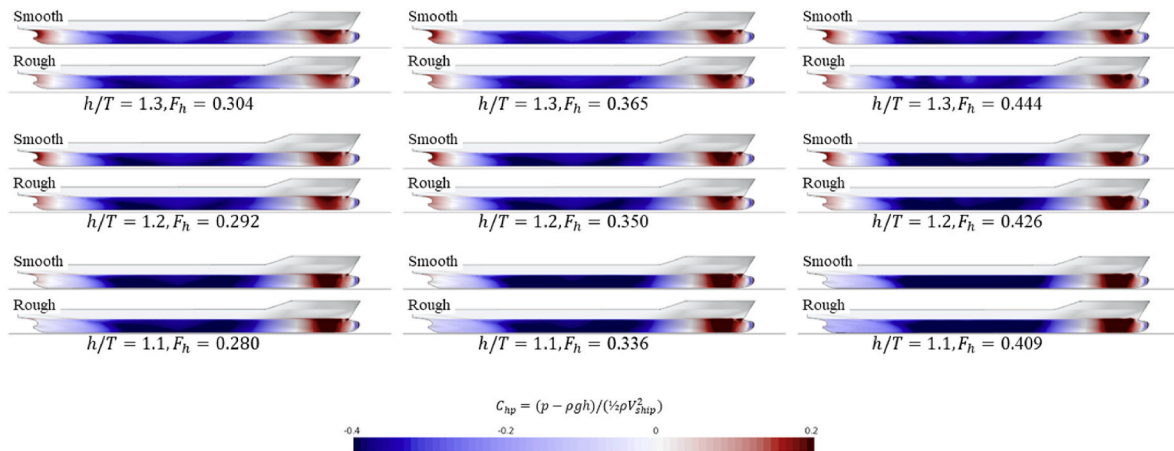 Smooth Smooth Smooth
Rough Rough Rough
h/T = 1.3, F_h = 0.304 h/T = 1.3, F_h = 0.365 h/T = 1.3, F_h = 0.444
Smooth Smooth Smooth
Rough Rough Rough
h/T = 1.2, F_h = 0.292 h/T = 1.2, F_h = 0.350 h/T = 1.2, F_h = 0.426
Smooth Smooth Smooth
Rough Rough Rough
h/T = 1.1, F_h = 0.280 h/T = 1.1, F_h = 0.336 h/T = 1.1, F_h = 0.409
C_hp = (p − ρgh)/(½ρV²_ship)
-0.4 -0.2 0 0.2